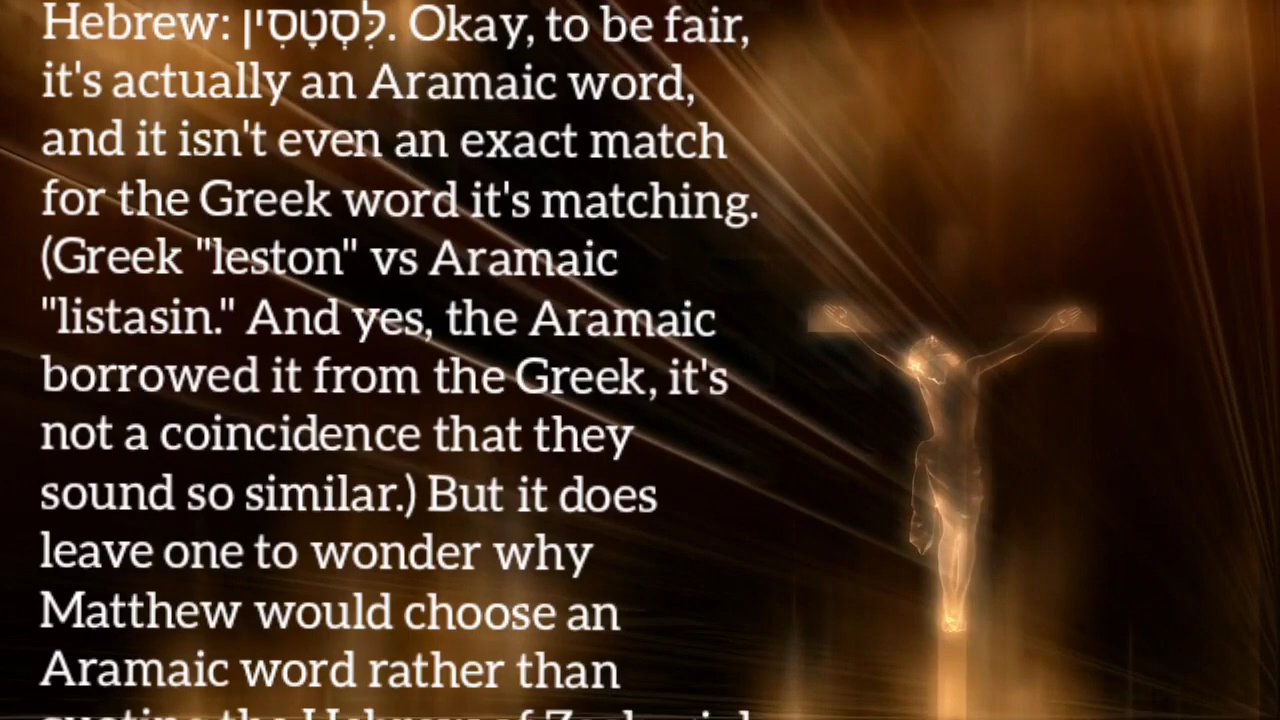 Hebrew: לִסְטָסִין. Okay, to be fair,
it's actually an Aramaic word,
and it isn't even an exact match
for the Greek word it's matching.
(Greek "leston" vs Aramaic
"listasin." And yes, the Aramaic
borrowed it from the Greek, it's
not a coincidence that they
sound so similar.) But it does
leave one to wonder why
Matthew would choose an
Aramaic word rather than
the Hebrew of